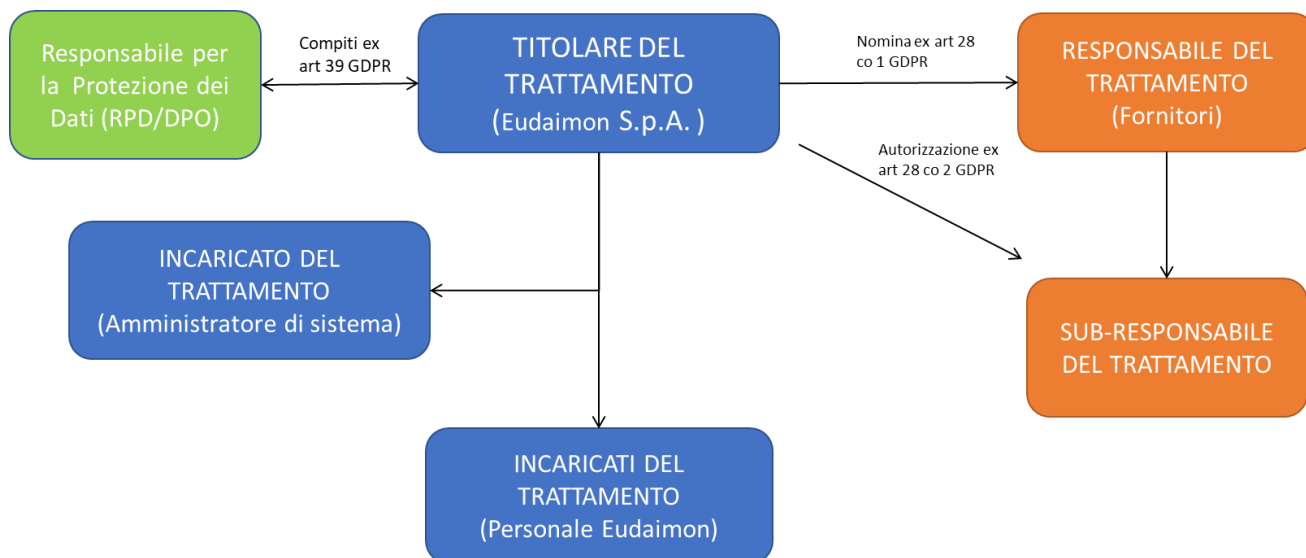 Responsabile per
la Protezione dei
Dati (RPD/DPO)
Compiti ex
art 39 GDPR
TITOLARE DEL
TRATTAMENTO
(Eudaimon S.p.A. )
Nomina ex art 28
co 1 GDPR
RESPONSABILE DEL
TRATTAMENTO
(Fornitori)
Autorizzazione ex
art 28 co 2 GDPR
INCARICATO DEL
TRATTAMENTO
(Amministratore di sistema)
SUB-RESPONSABILE
DEL TRATTAMENTO
INCARICATI DEL
TRATTAMENTO
(Personale Eudaimon)